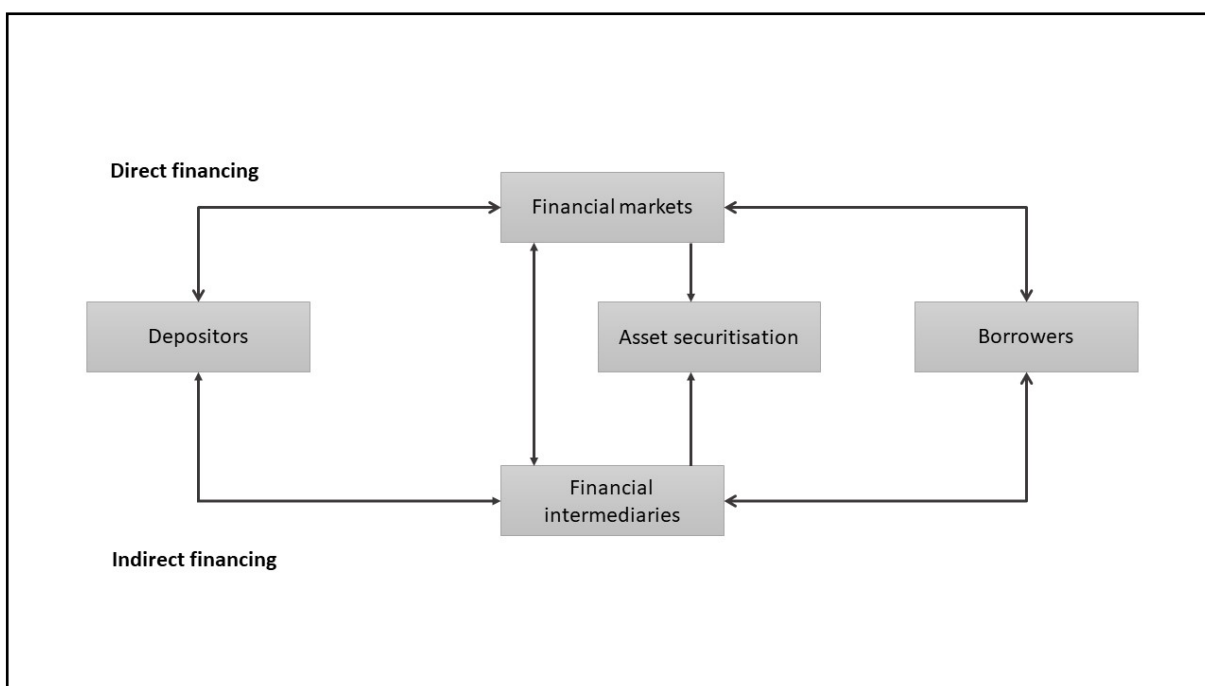 Direct financing
Financial markets
Depositors
Asset securitisation
Borrowers
Financial
intermediaries
Indirect financing